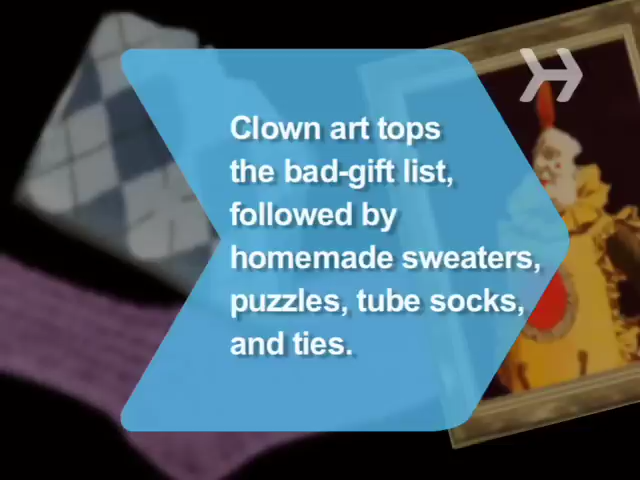 Clown art tops
the bad-gift list,
followed by
homemade sweaters,
puzzles, tube socks,
and ties.